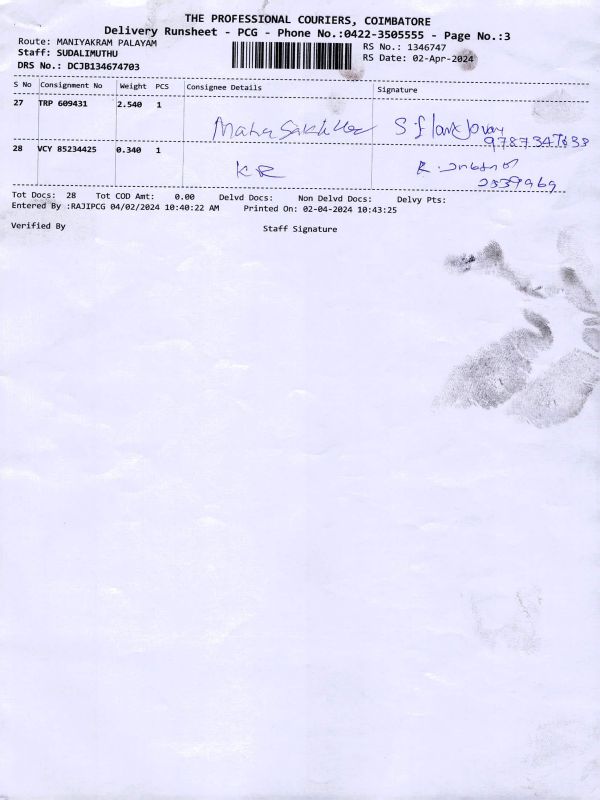 THE PROFESSIONAL COURIERS, COIMBATORE
Delivery Runsheet - PCG - Phone No.:0422-3505555 - Page No.:3
Route: MANIYAKRAM PALAYAM
RS No.: 1346747
Staff: SUDALIMUTHU
RS Date: 02-Apr-2024
DRS No.: DCJB134674703
S No Consignment No Weight PCS Consignee Details Signature
27 TRP 609431 2.540 1
28 VCY 85234425 0.340 1
KR
2339969
Tot Docs: 28 Tot COD Amt: 0.00 Delvd Docs: Non Delvd Docs: Delvy Pts:
Entered By :RAJIPCG 04/02/2024 10:40:22 AM Printed On: 02-04-2024 10:43:25
Verified By Staff Signature